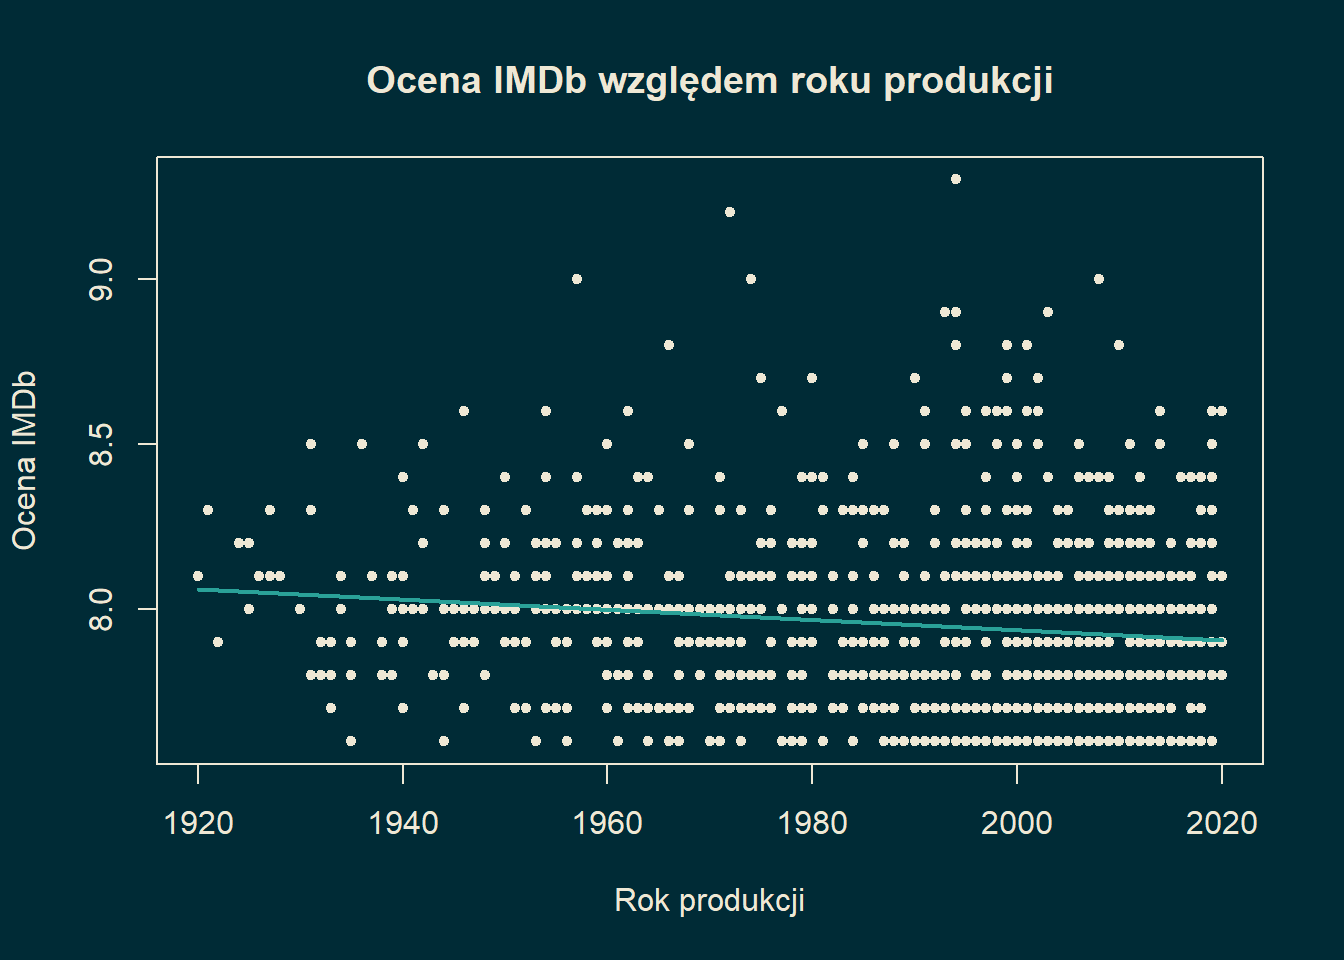 Ocena IMDb względem roku produkcji
9.0
8.5
8.0
Ocena IMDb
1920 1940 1960 1980 2000 2020
Rok produkcji